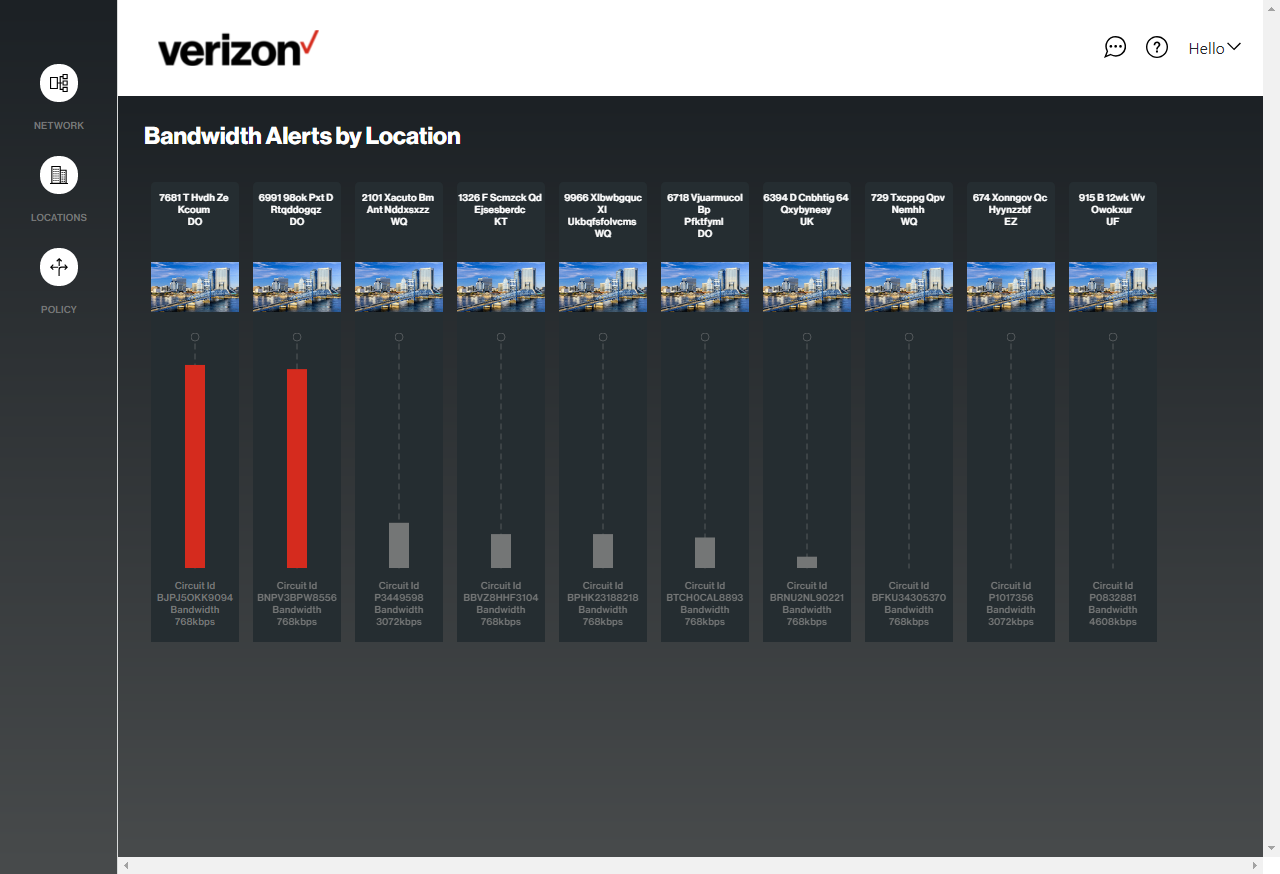 verizon
Hello
NETWORK
LOCATIONS
POLICY
Bandwidth Alerts by Location
7681 T Hvdh Ze
Kcoum
DO
6991 98ok Pxt D
Rtqddogqz
DO
2101 Xacuto Bm
Ant Nddxsxzz
WQ
1326 F Scmzck Qd
Ejsesberdc
KT
9966 Xlbwbgquc
Xl
Ukbqfsfolvcms
WQ
6718 Vjuarmucol
Bp
Pfktfyml
DO
6394 D Cnbhtig 64
Qxybyneay
UK
729 Txcppg Qpv
Nemhh
WQ
674 Xonngov Qc
Hyynzzbf
EZ
915 B 12wk Wv
Owokxur
UF
Circuit Id
BJPJ5OKK9094
Bandwidth
768kbps
Circuit Id
BNPV3BPW8556
Bandwidth
768kbps
Circuit Id
P3449598
Bandwidth
3072kbps
Circuit Id
BBVZ8HHF3104
Bandwidth
768kbps
Circuit Id
BPHK23188218
Bandwidth
768kbps
Circuit Id
BTCH0CAL8893
Bandwidth
768kbps
Circuit Id
BRNU2NL90221
Bandwidth
768kbps
Circuit Id
BFKU34305370
Bandwidth
768kbps
Circuit Id
P1017356
Bandwidth
3072kbps
Circuit Id
P0832881
Bandwidth
4608kbps